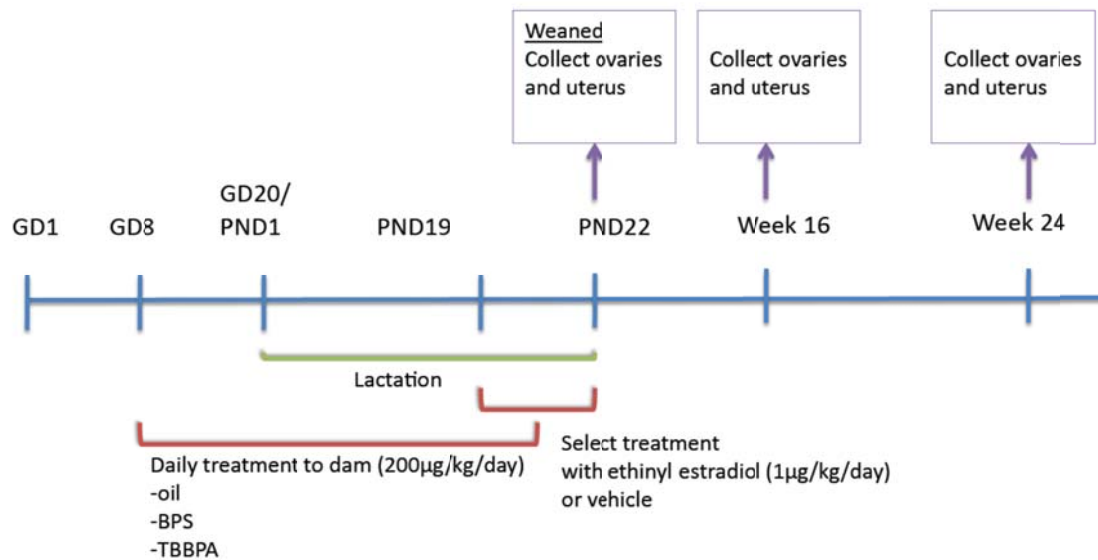 Weaned
Collect ovaries
and uterus
Collect ovaries
and uterus
Collect ovaries
and uterus
GD1
GD8
GD20/
PND1
PND19
PND22
Week 16
Week 24
Lactation
Daily treatment to dam (200µg/kg/day)
-oil
-BPS
-TBBPA
Select treatment
with ethinyl estradiol (1µg/kg/day)
or vehicle